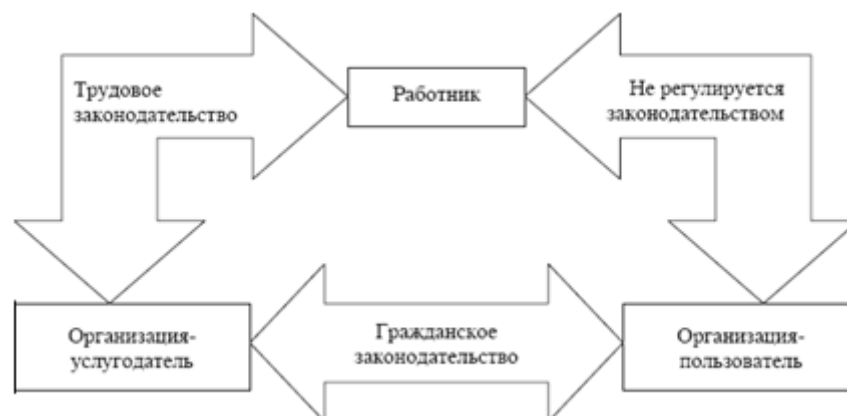 Трудовое
законодательство
Работник
Не регулируется
законодательством
Организация-
услугодатель
Гражданское
законодательство
Организация-
пользователь